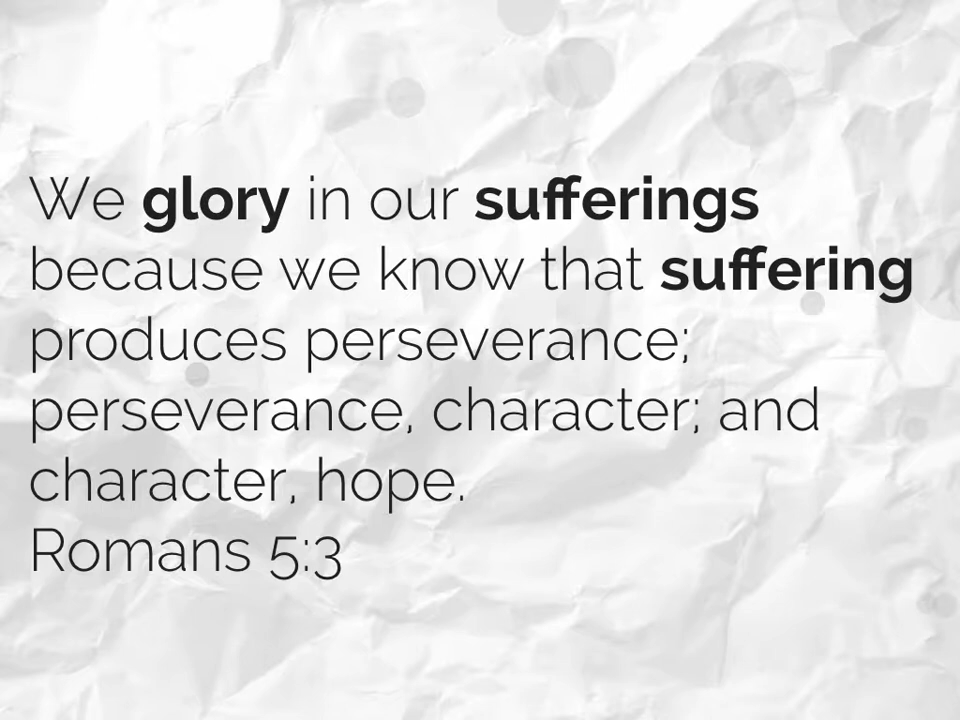 We glory in our sufferings
because we know that suffering
produces perseverance;
perseverance, character; and
character, hope.
Romans 5:3